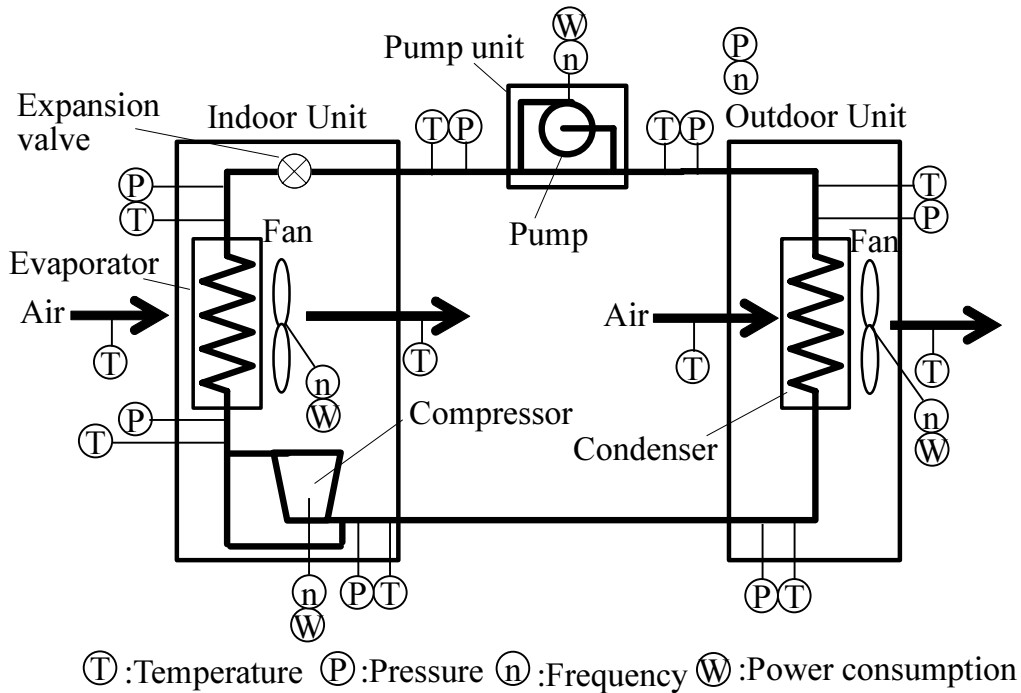 W
n
Pump unit
P
n
Expansion
valve
Indoor Unit
T P
T P
Outdoor Unit
P
T
T
P
Pump
Fan
Fan
Evaporator
Air
T
T
Air
T
T
n
W
P
T
Compressor
Condenser
n
W
n
W
P T
P T
T :Temperature P :Pressure n :Frequency W :Power consumption